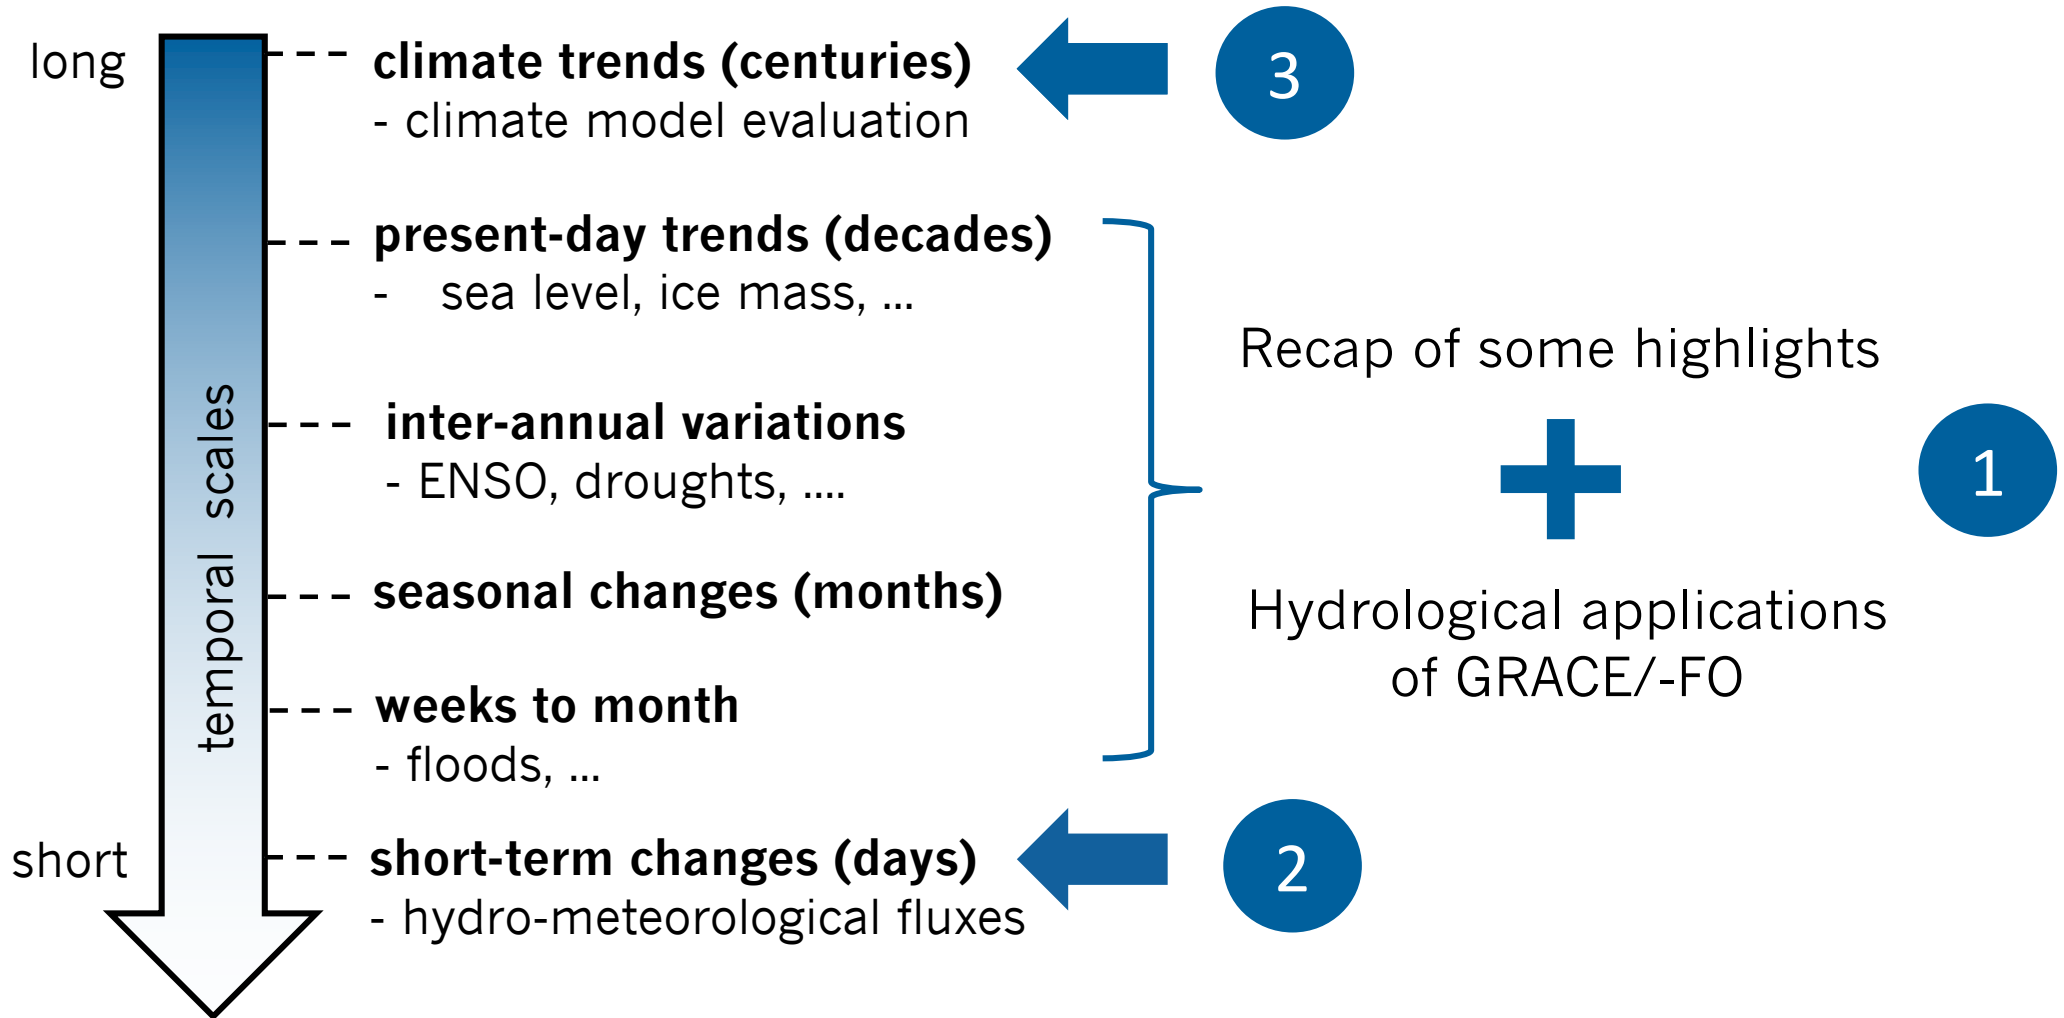 long
climate trends (centuries)
- climate model evaluation
3
present-day trends (decades)
- sea level, ice mass, ...
inter-annual variations
- ENSO, droughts, ....
seasonal changes (months)
weeks to month
- floods, ...
short
short-term changes (days)
- hydro-meteorological fluxes
2
temporal scales
Recap of some highlights
+
Hydrological applications
of GRACE/-FO
1